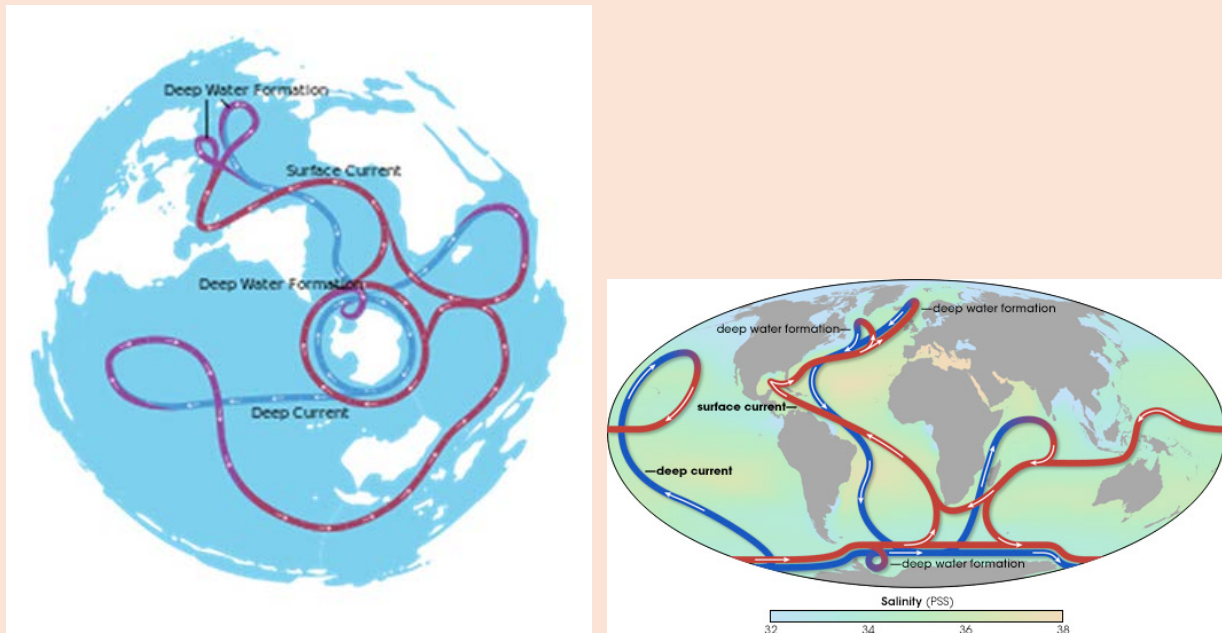 Deep Water Formation
Surface Current
Deep Water Formation
Deep Current
deep water formation
deep water formation
surface current
deep current
deep water formation
Salinity (PSS)
32 34 36 38